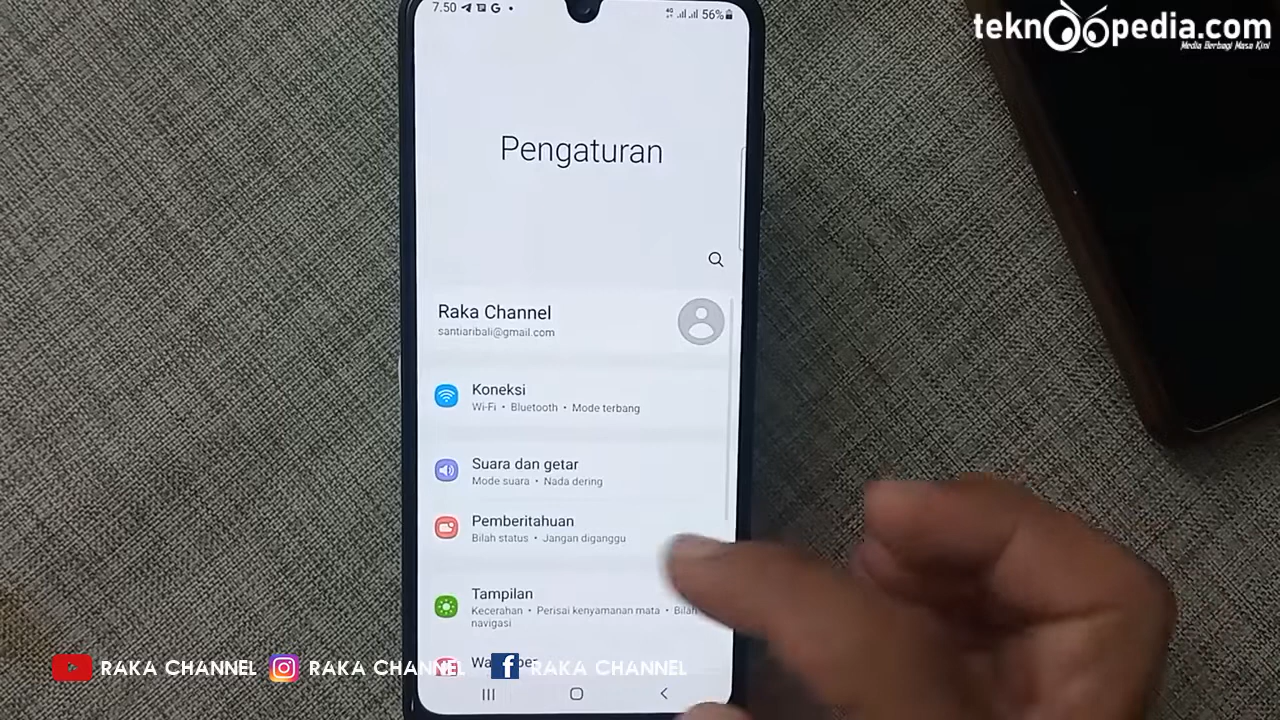 7.50
56%
teknoopedia.com
Media Berbagi Masa Kini
Pengaturan
Raka Channel
santiaribali@gmail.com
Koneksi
Wi-Fi • Bluetooth • Mode terbang
Suara dan getar
Mode suara • Nada dering
Pemberitahuan
Bilah status • Jangan diganggu
Tampilan
Kecerahan • Perisai kenyamanan mata • Bilah
navigasi
RAKA CHANNEL
RAKA CHANNEL
RAKA CHANNEL